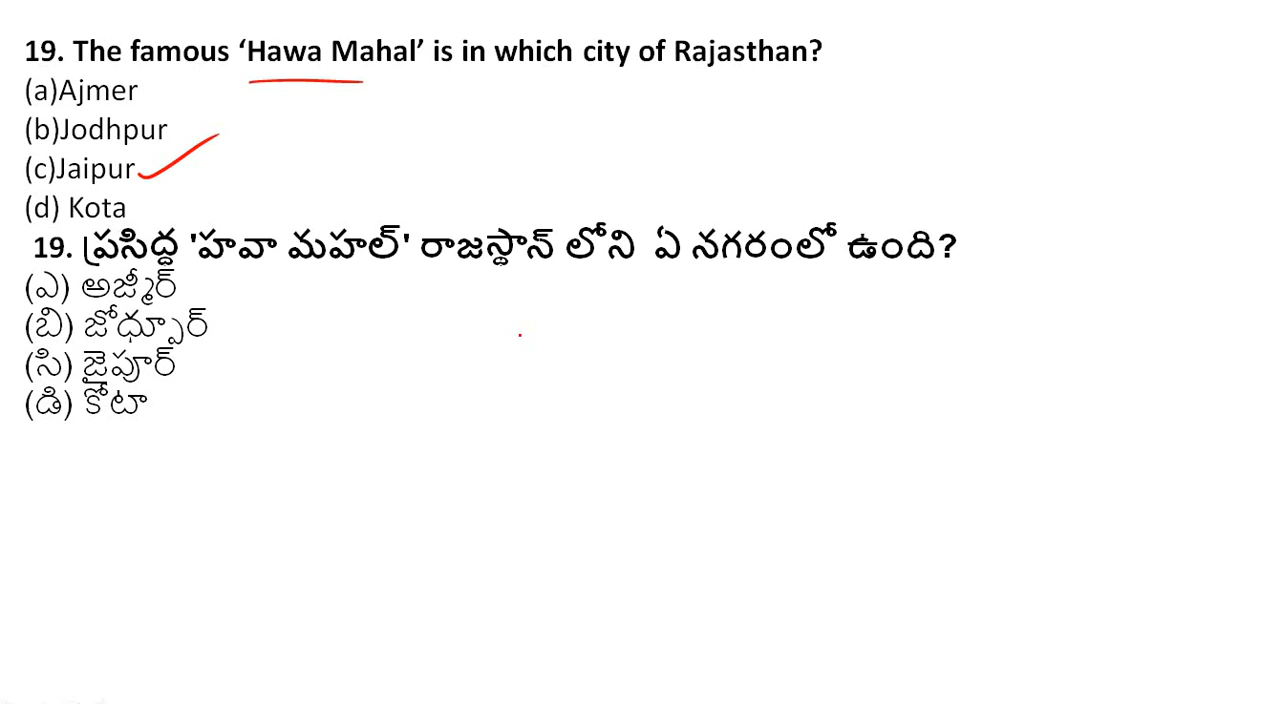 19. The famous ‘Hawa Mahal’ is in which city of Rajasthan?
(a)Ajmer
(b)Jodhpur
(c)Jaipur
(d) Kota
19. ప్రసిద్ధ 'హవా మహల్' రాజస్థాన్ లోని ఏ నగరంలో ఉంది?
(ఎ) అజ్మీర్
(బి) జోధ్పూర్
(సి) జైపూర్
(డి) కోటా